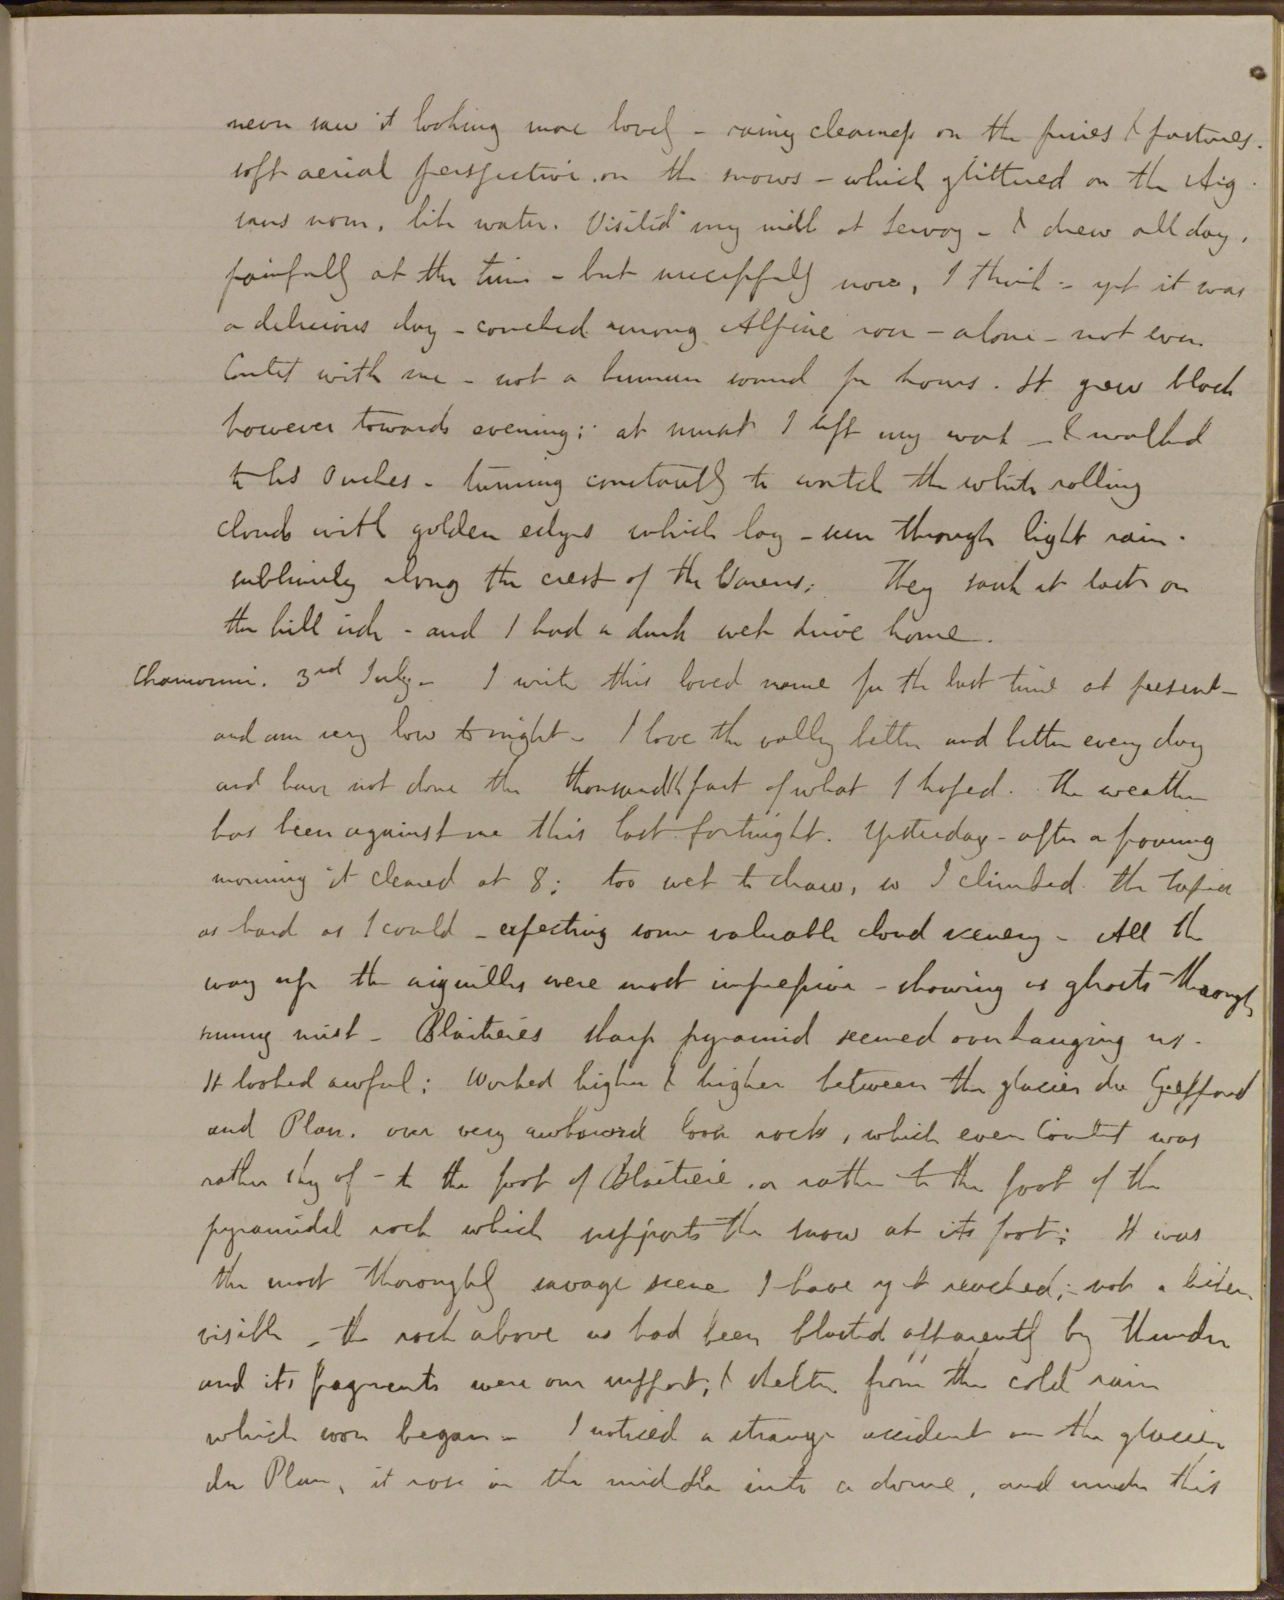 never saw it looking more lovely - rainy clearness on the pines & pastures.
soft aerial perspective on the snows - which glittered on the Aig.
sans nom, like water. Visited my mill at Servoz - & drew all day,
painfully at the time - but successfully now, I think - yet it was
a delicious day - couched among Alpine rose - alone - not even
Coutet with me - not a human sound for hours. It grew black
however towards evening; at sunset I left my work - & walked
to Les Ouches - turning constantly to watch the white rolling
clouds with golden edges which lay - seen through light rain.
sublimely along the crest of the Varens; They sank at last on
the hill side - and I had a dark wet drive home.
Chamouni. 3rd July - I write this loved name for the last time at present -
and am very low tonight - I love the valley better and better every day
and have not done the thousandth part of what I hoped. The weather
has been against me this last fortnight. Yesterday - after a pouring
morning it cleared at 8; too wet to draw, so I climbed the Tapia
as hard as I could - expecting some valuable cloud scenery - All the
way up the aiguilles were most impressive - showing as ghosts through
sunny mist - Blaitieres sharp pyramid seemed overhanging us.
It looked awful; Worked higher & higher between the glacier du Greppond
and Plan. over very awkward loose rocks, which even Coutet was
rather shy of - to the foot of Blaitiere, or rather to the foot of the
pyramidal rock which supports the snow at its foot; It was
the most thoroughly savage scene I have yet reached; - not a lichen
visible - the rock above us had been blasted apparently by thunder
and its fragments were our support, & shelter from the cold rain
which soon began - I noticed a strange accident on the glacier
du Plan, it rose in the middle into a dome, and under this